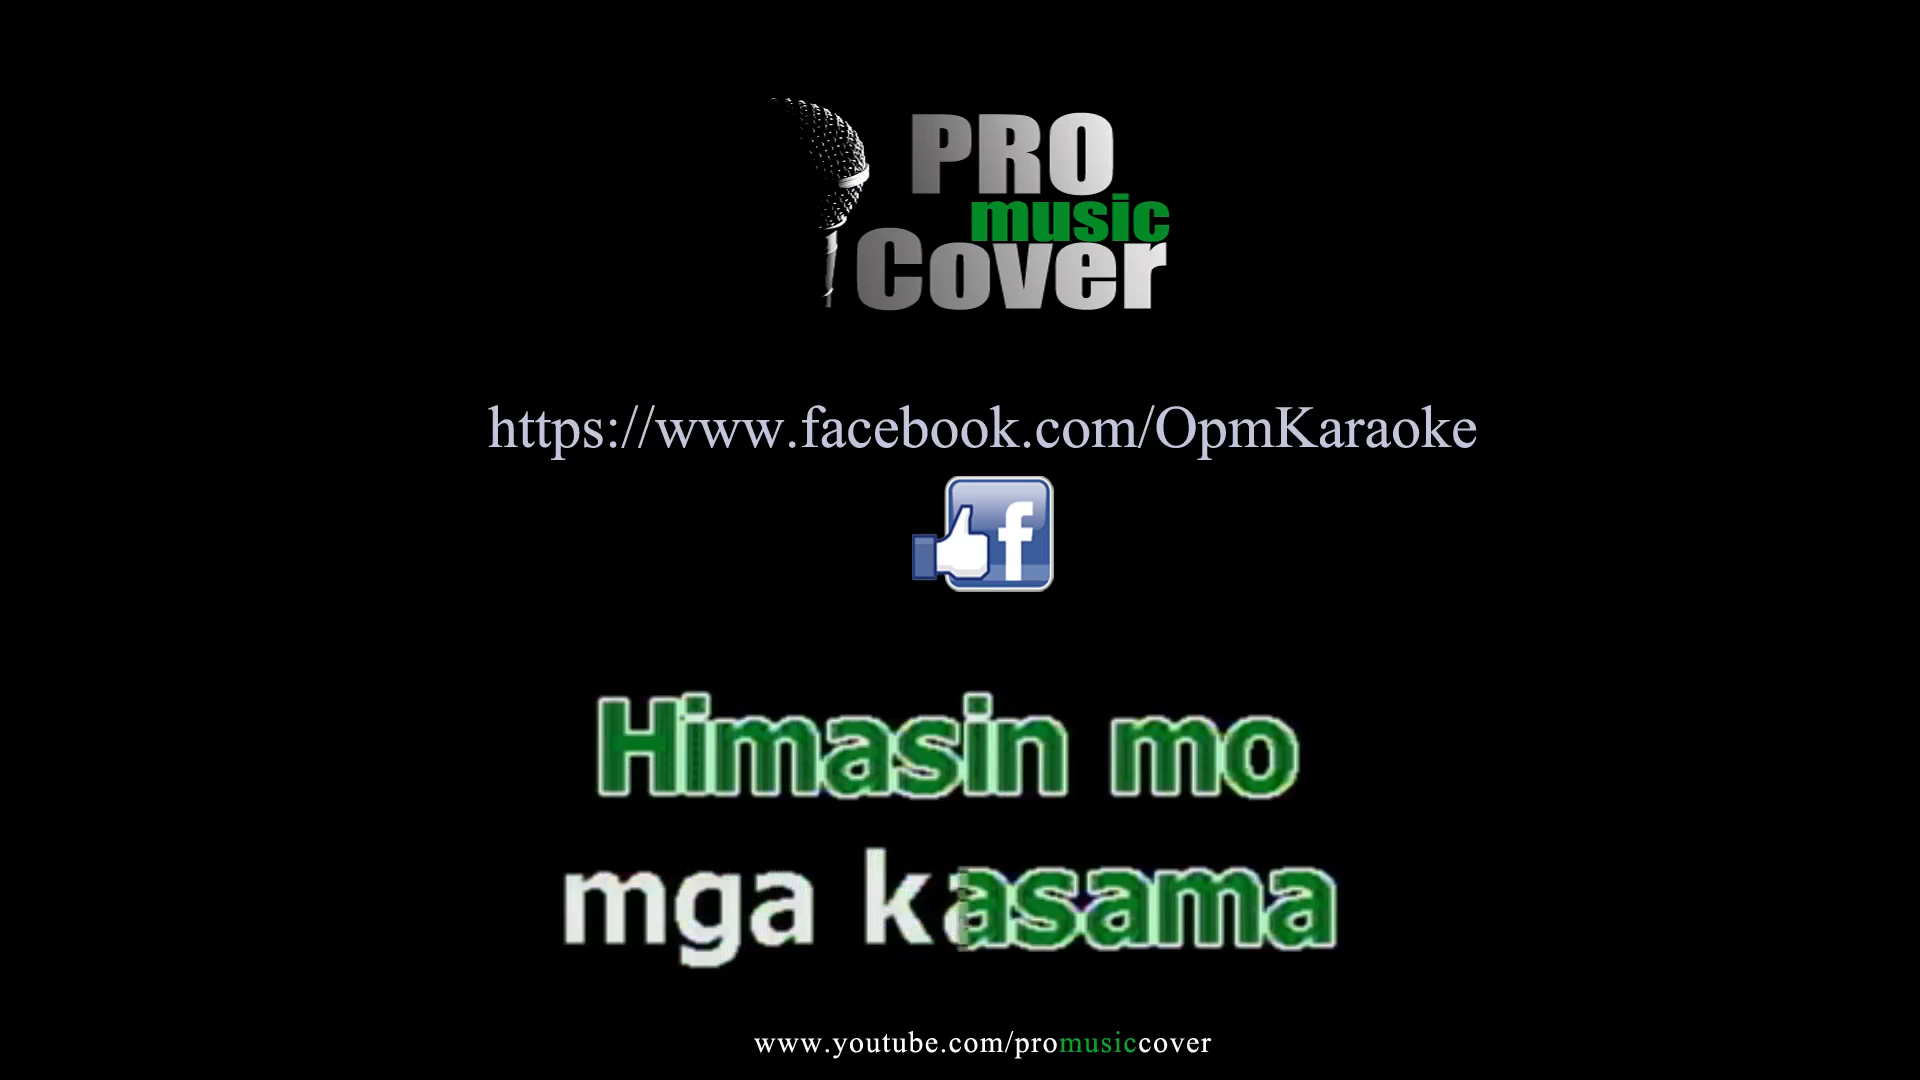 PRO
music
Cover
https://www.facebook.com/OpmKaraoke
f
Himasin mo
mga kasama
www.youtube.com/promusiccover